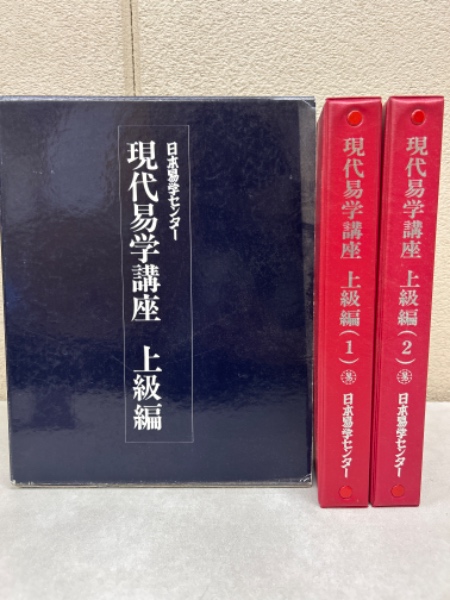 日本易学センター
現代易学講座 上級編
現代易学講座 上級編(1)
日本易学センター
現代易学講座 上級編(2)
日本易学センター